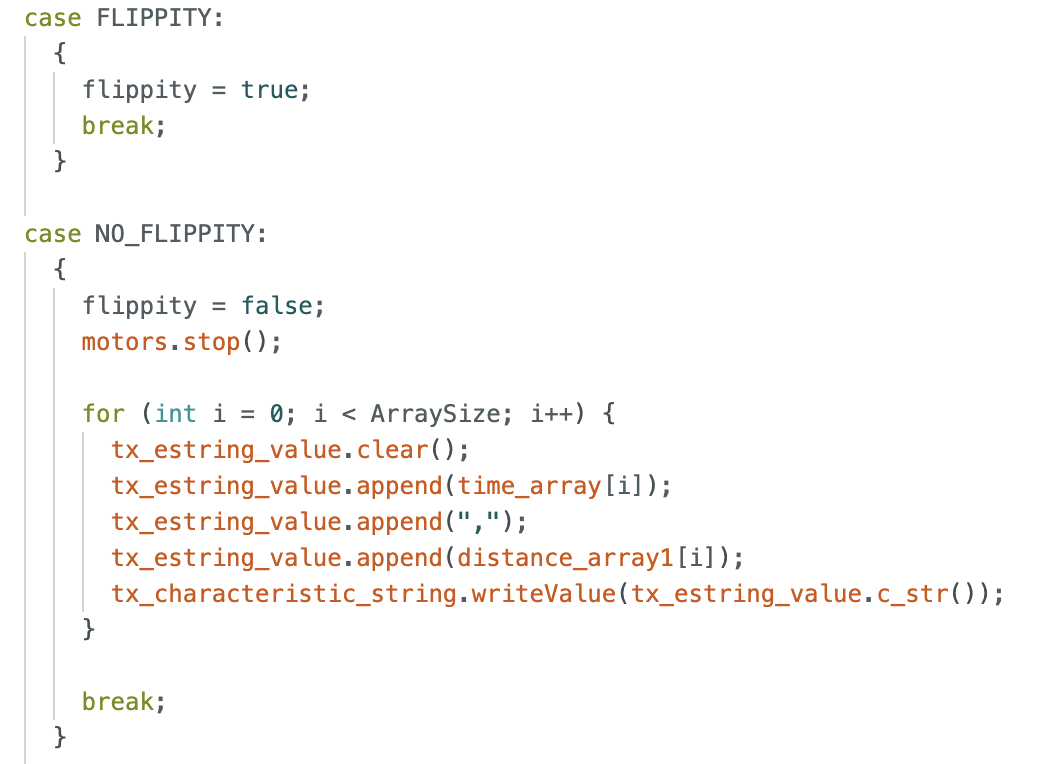 case FLIPPITY:
{
flippity = true;
break;
}
case NO_FLIPPITY:
{
flippity = false;
motors.stop();
for (int i = 0; i < ArraySize; i++) {
tx_estring_value.clear();
tx_estring_value.append(time_array[i]);
tx_estring_value.append(",");
tx_estring_value.append(distance_array1[i]);
tx_characteristic_string.writeValue(tx_estring_value.c_str());
}
break;
}